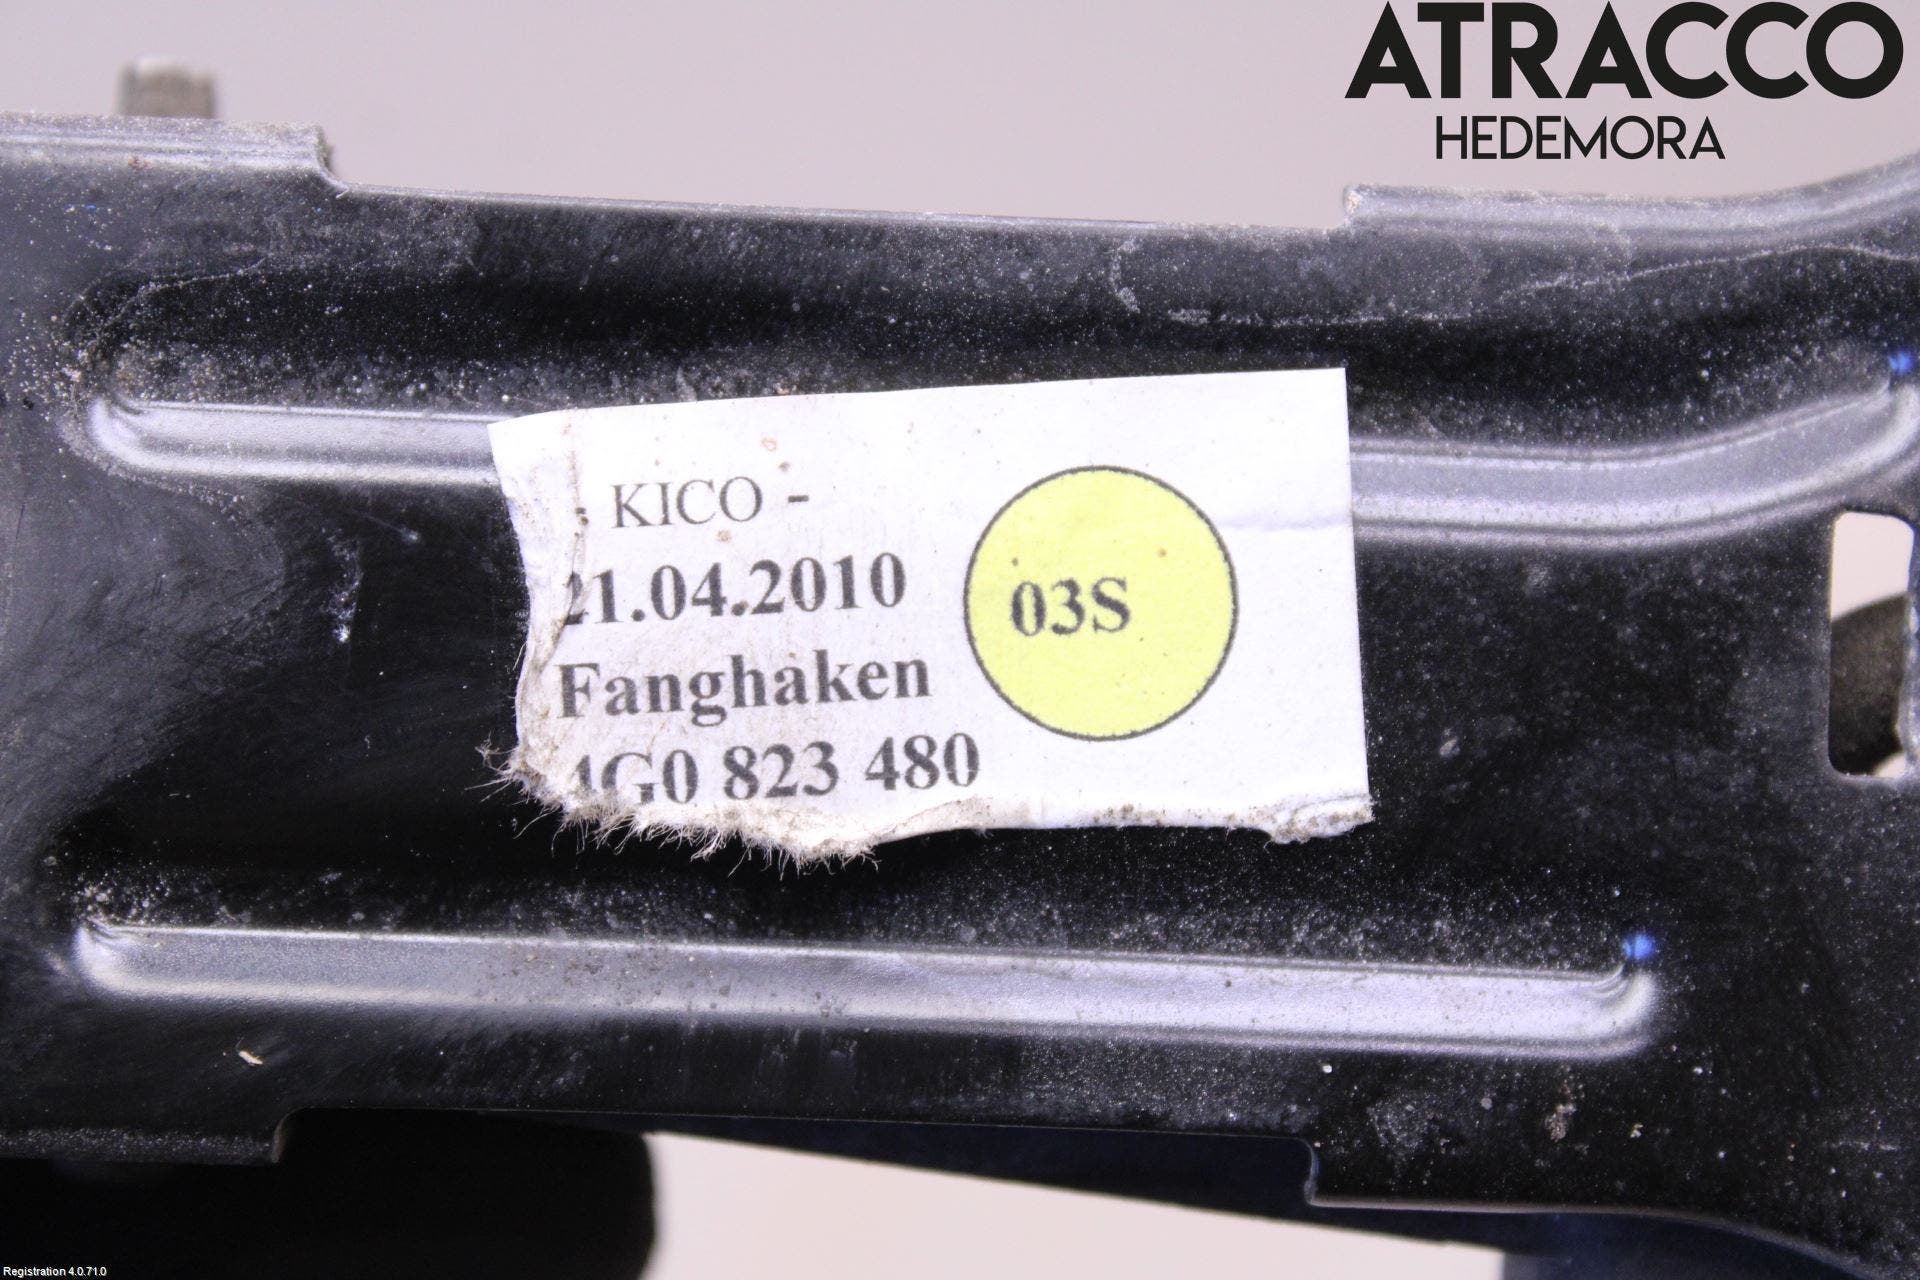 ATRACCO
HEDEMORA
- KICO -
21.04.2010
Fanghaken
03S
4G0 823 480
Registration 4.0.71.0